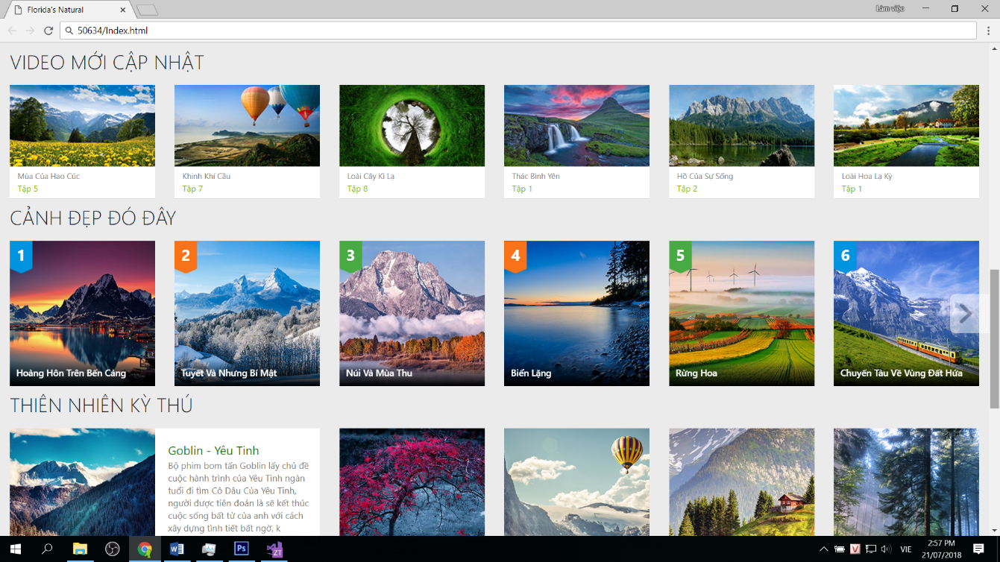 Florida's Natural
Làm việc
50634/Index.html
VIDEO MỚI CẬP NHẬT
Mùa Của Hao Cúc
Tập 5
Khinh Khí Cầu
Tập 7
Loài Cây Kì Lạ
Tập 8
Thác Bình Yên
Tập 1
Hồ Của Sự Sống
Tập 2
Loài Hoa Lạ Kỳ
Tập 1
CẢNH ĐẸP ĐÓ ĐÂY
1
Hoàng Hôn Trên Bến Cảng
2
Tuyết Và Nhưng Bí Mật
3
Núi Và Mùa Thu
4
Biển Lặng
5
Rừng Hoa
6
Chuyến Tàu Về Vùng Đất Hứa
THIÊN NHIÊN KỲ THÚ
Goblin - Yêu Tinh
Bộ phim bom tấn Goblin lấy chủ đề
cuộc hành trình của Yêu Tinh ngàn
tuổi đi tìm Cô Dâu Của Yêu Tinh,
người được tiên đoán là sẽ kết thúc
cuộc sống bất tử của anh với cách
xây dựng tình tiết bất ngờ, k
Ps
ZT
V
VIE
2:57 PM
21/07/2018